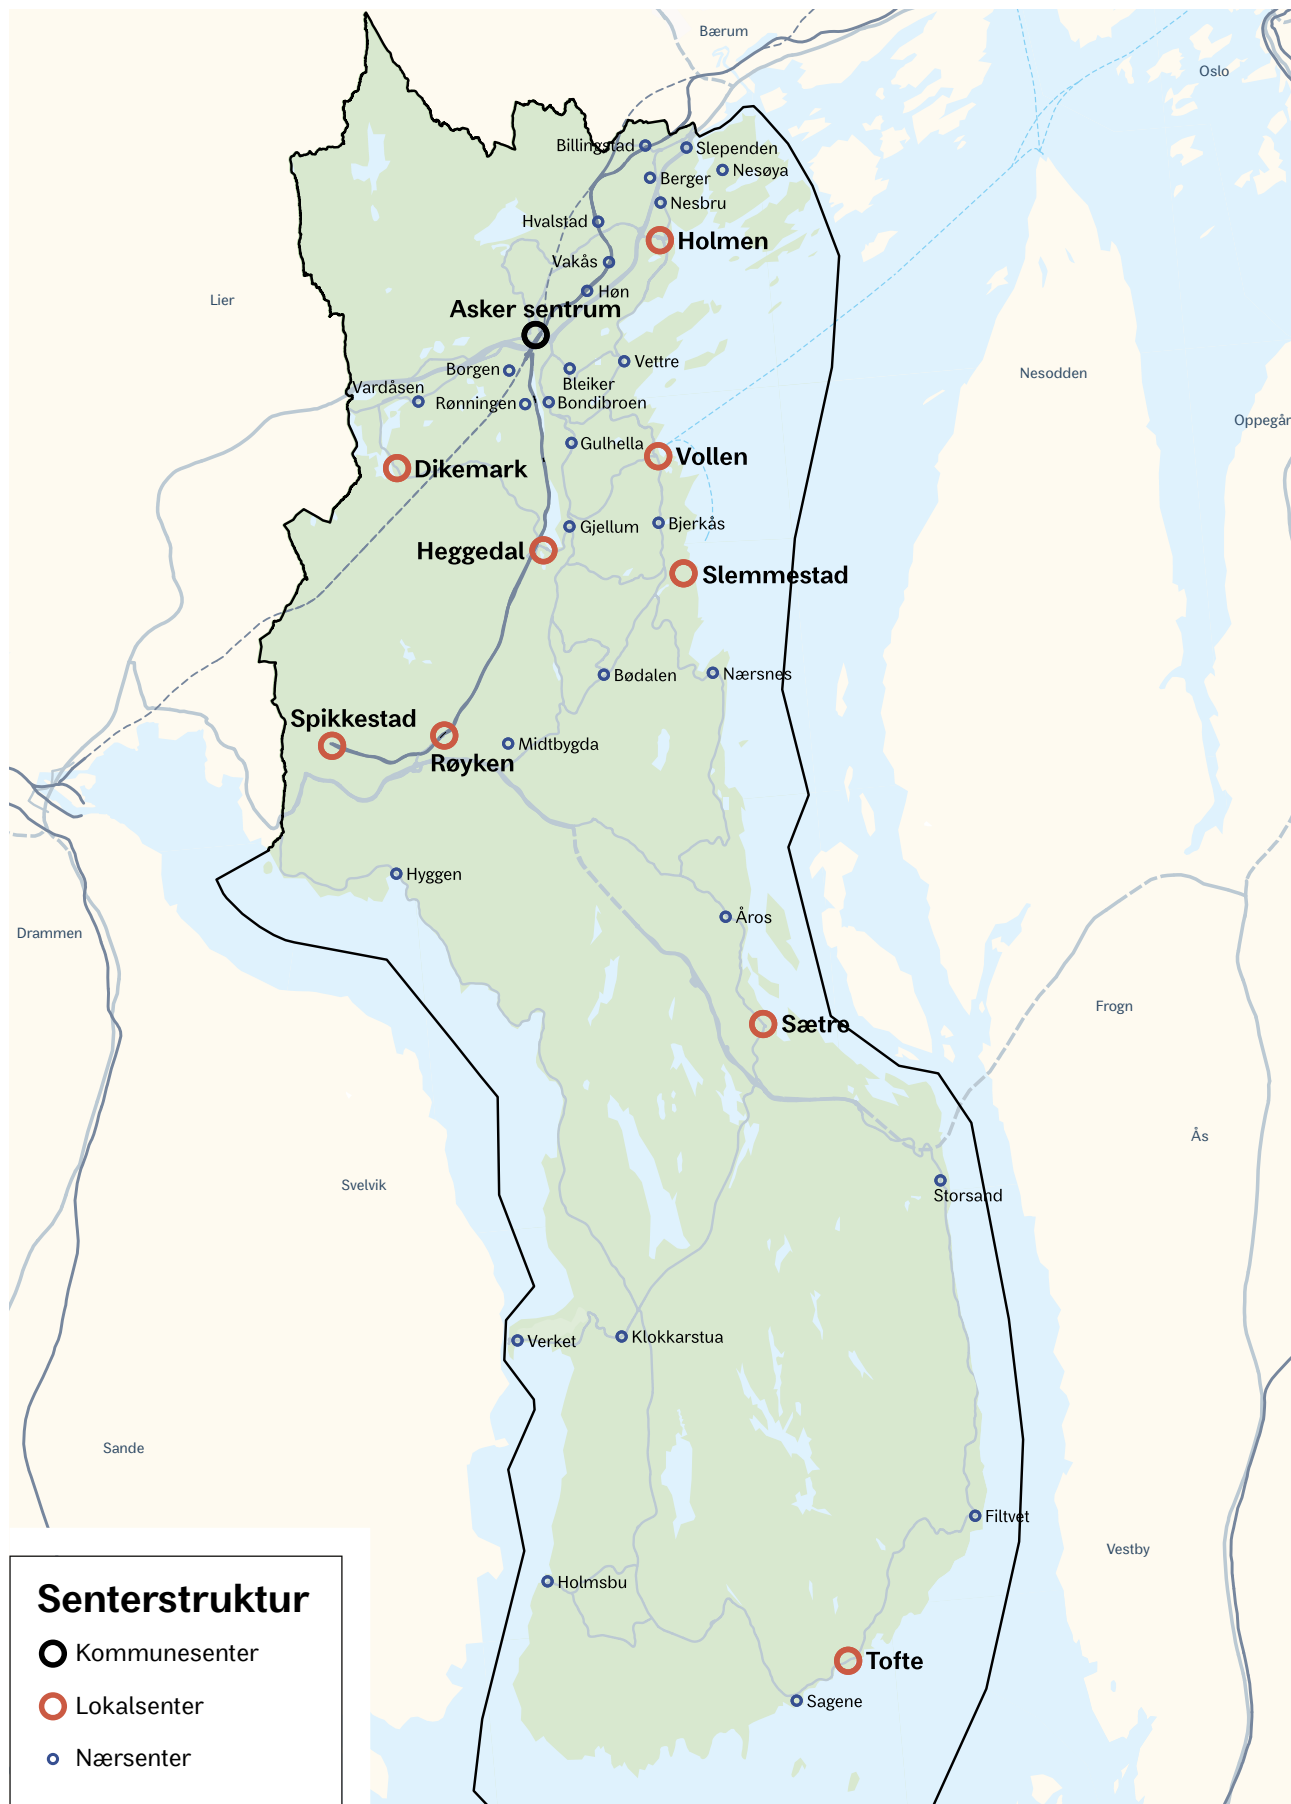 Bærum
Oslo
Billingstad
Slependen
Nesøya
Berger
Nesbru
Hvalstad
Holmen
Vakås
Høn
Lier
Asker sentrum
Vettre
Borgen
Bleiker
Nesodden
Vardåsen
Rønningen
Bondibroen
Oppegår
Gulhella
Vollen
Dikemark
Gjellum
Bjerkås
Heggedal
Slemmestad
Bødalen
Nærsnes
Spikkestad
Midtbygda
Røyken
Hyggen
Åros
Drammen
Frogn
Sætre
Ås
Svelvik
Storsand
Verket
Klokkarstua
Sande
Filtvet
Vestby
Holmsbu
Tofte
Sagene
Senterstruktur
Kommunesenter
Lokalsenter
Nærsenter